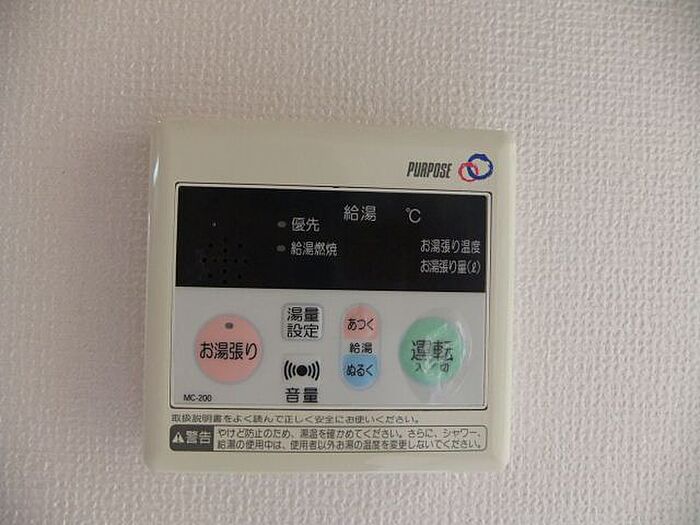 PURPOSE
給湯 ℃
優先
給湯燃焼
お湯張り温度
お湯張り量(ℓ)
お湯張り
湯量
設定
音量
あつく
給湯
ぬるく
運転
入/切
MC-200
取扱説明書をよく読んで正しく安全にお使いください。
警告
やけど防止のため、湯温を確かめてください。さらに、シャワー、
給湯の使用中は、使用者以外お湯の温度を変更しないでください。